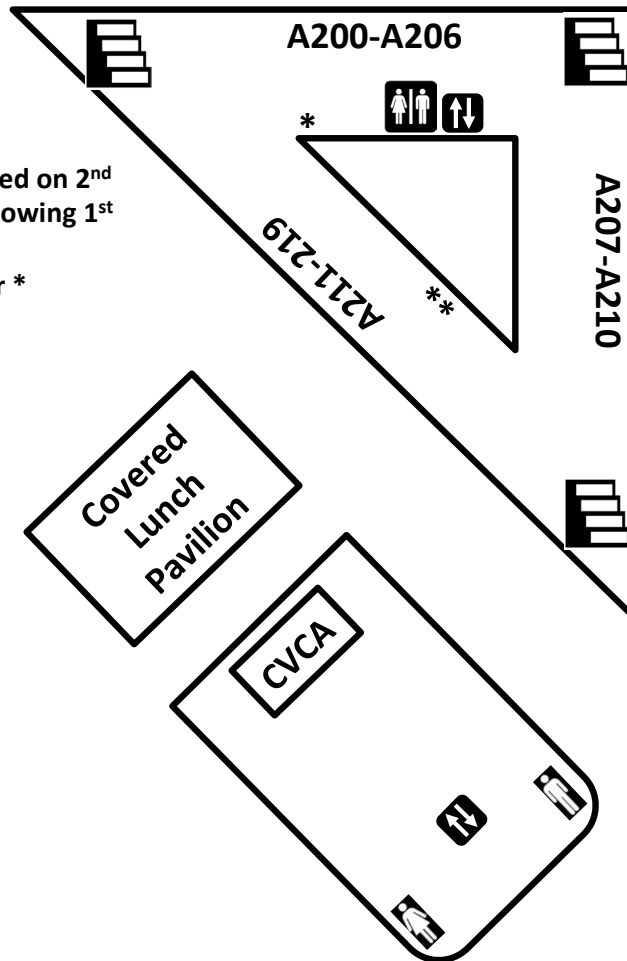 A200-A206
*
ed on 2nd
owing 1st
r *
A211-219
**
A207-A210
Covered
Lunch
Pavilion
CVCA